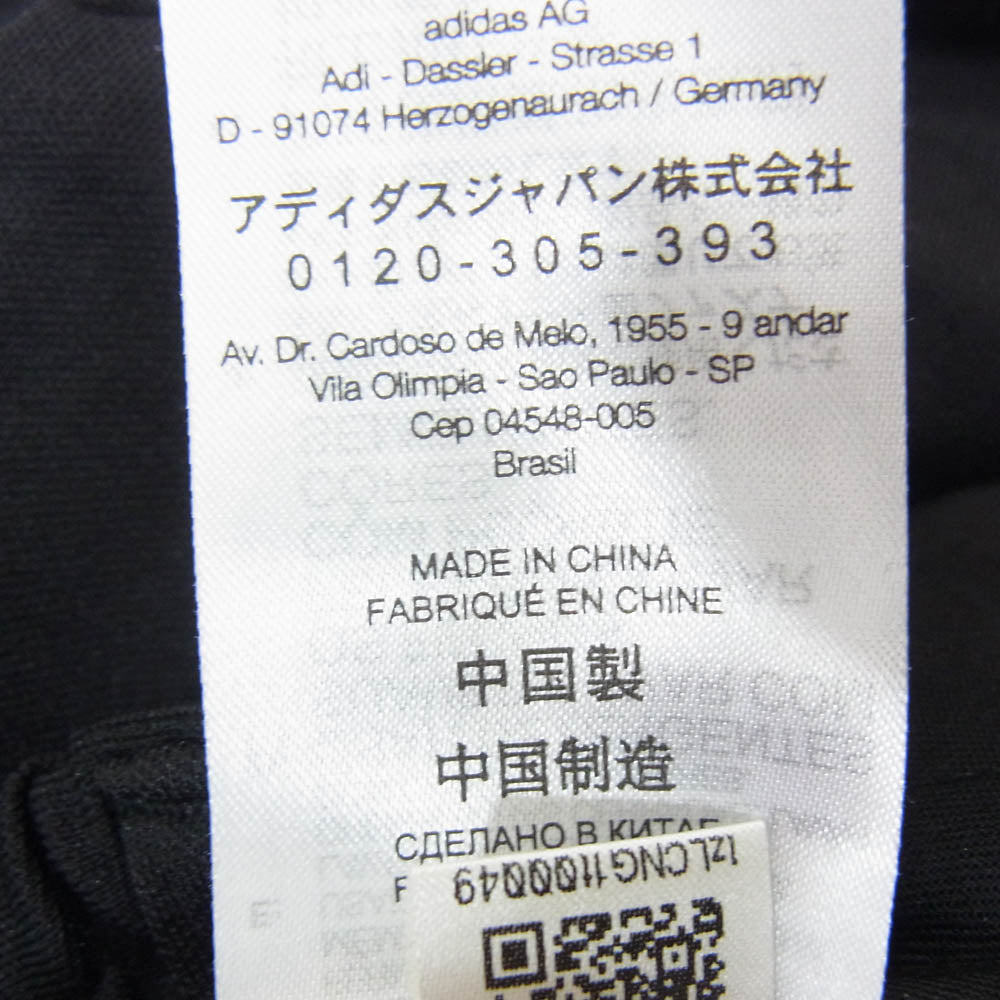 adidas AG
Adi - Dassler - Strasse 1
D - 91074 Herzogenaurach / Germany
アディダスジャパン株式会社
0120-305-393
Av. Dr. Cardoso de Melo, 1955 - 9 andar
Vila Olimpia - Sao Paulo - SP
Cep 04548-005
Brasil
MADE IN CHINA
FABRIQUÉ EN CHINE
中国製
中国制造
СДЕЛАНО В КИТАЕ
F